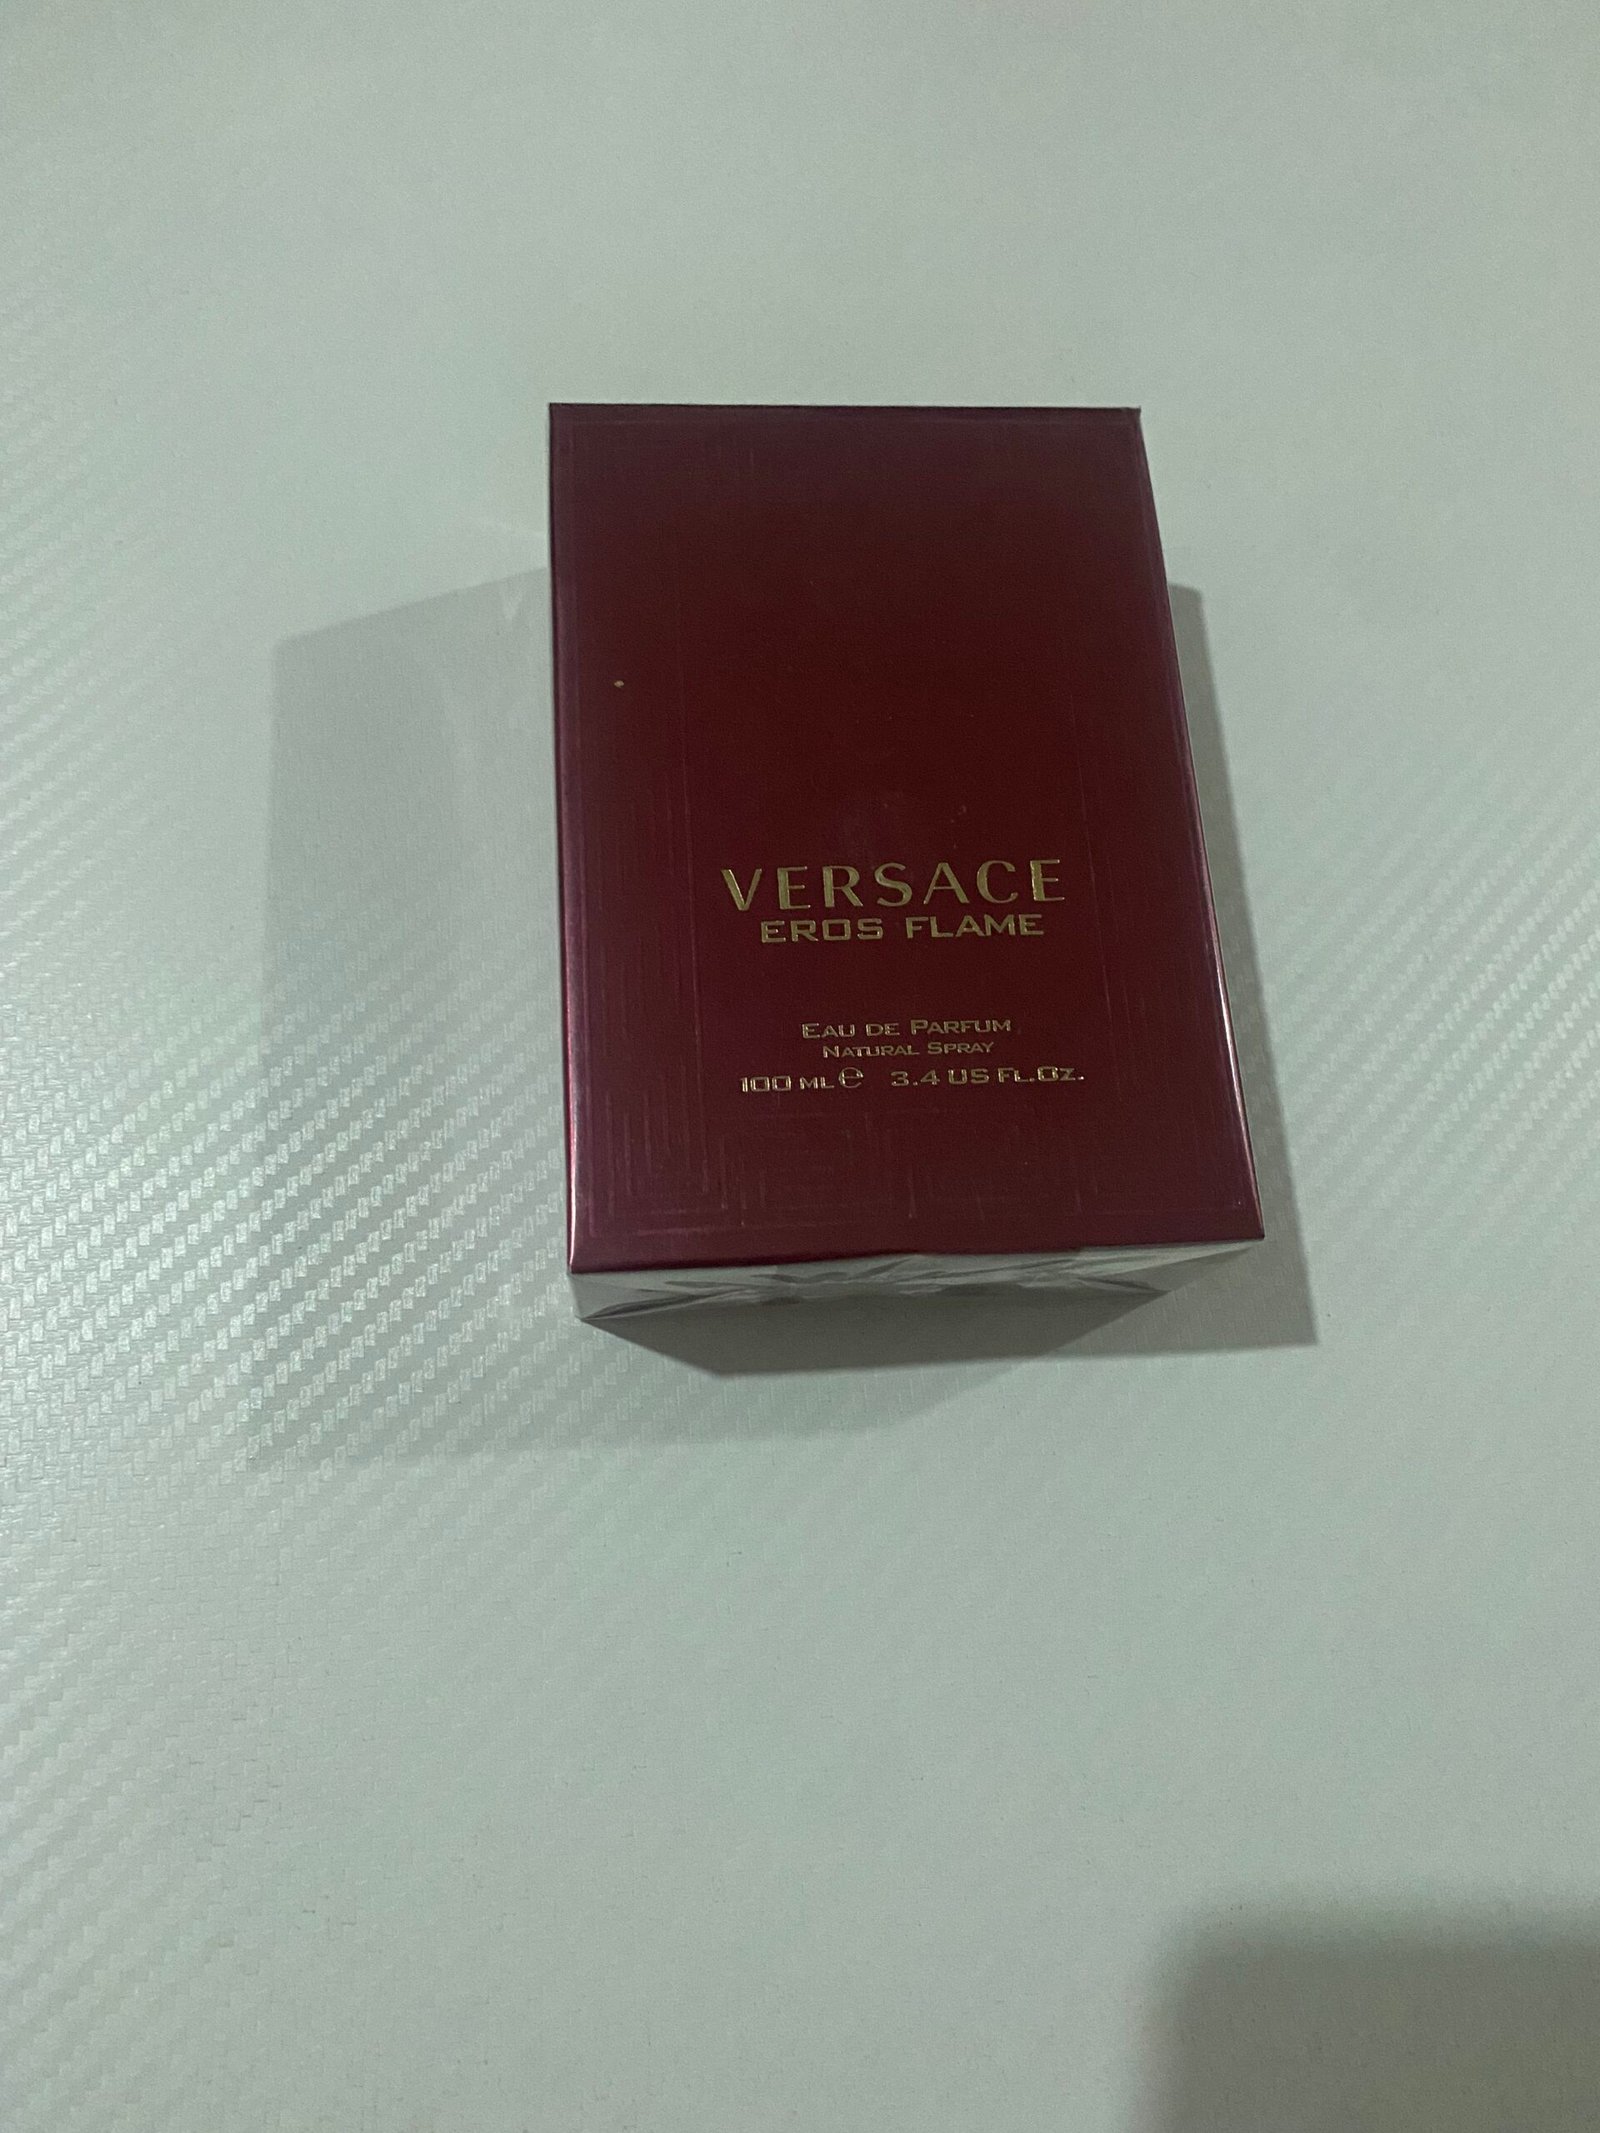 VERSACE
EROS FLAME
EAU DE PARFUM
NATURAL SPRAY
100 ML ℮ 3.4 US FL.OZ.